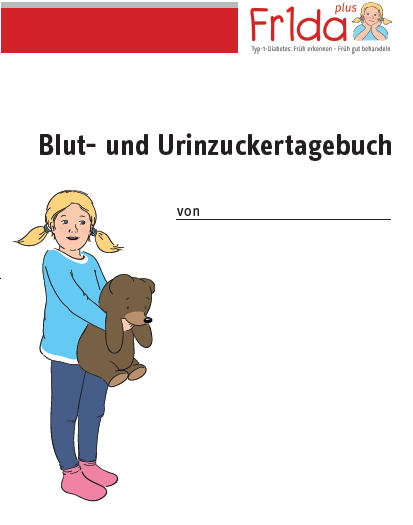 plus
Fr1da
Typ-1-Diabetes: Früh erkennen - Früh gut behandeln
Blut- und Urinzuckertagebuch
von